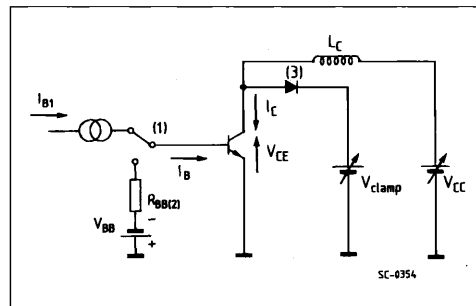 L_C
(3)
I_B1
(1)
I_C
V_CE
I_B
R_BB(2)
V_BB
-
+
V_clamp
V_CC
SC-0354